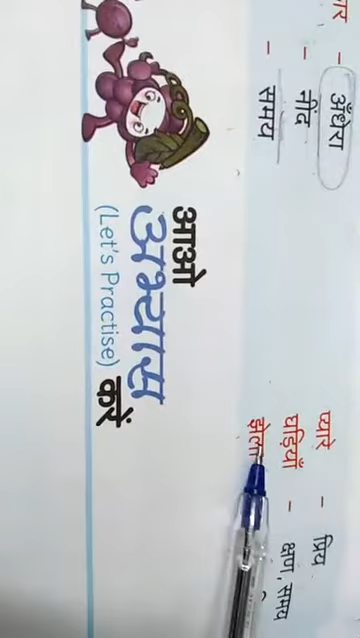 - अँधेरा प्यारे - प्रिय
- नींद घड़ियाँ - क्षण, समय
- समय झेला
आओ
अभ्यास
(Let's Practise) करें